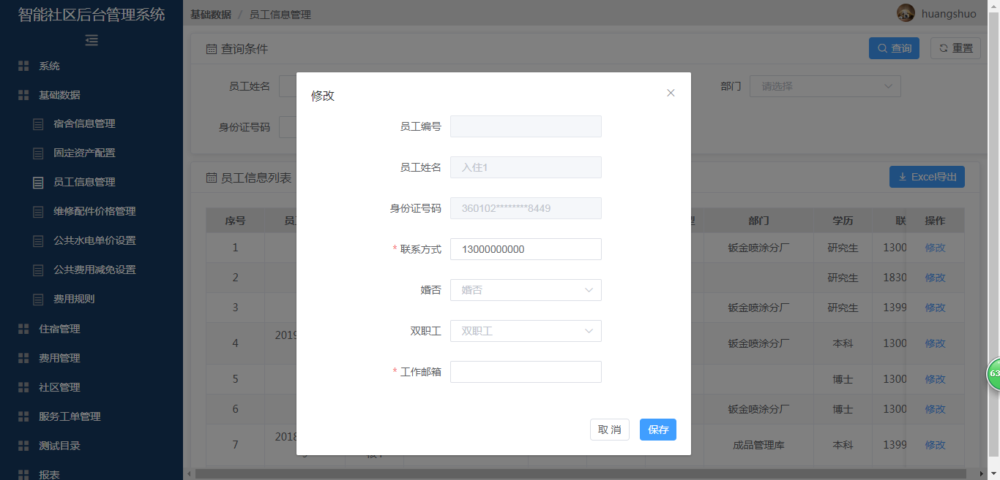 智能社区后台管理系统
基础数据 / 员工信息管理
huangshuo
系统
基础数据
宿舍信息管理
固定资产配置
员工信息管理
维修配件价格管理
公共水电单价设置
公共费用减免设置
费用规则
住宿管理
费用管理
社区管理
服务工单管理
测试目录
报表
查询条件
查询
重置
员工姓名
部门 请选择
身份证号码
员工信息列表
Excel导出
序号 部门 学历 联 操作
1 钣金喷涂分厂 研究生 1300 修改
2 研究生 1830 修改
3 钣金喷涂分厂 研究生 1399 修改
4 2019 钣金喷涂分厂 本科 1300 修改
5 博士 1300 修改
6 钣金喷涂分厂 博士 1300 修改
7 2018 成品管理库 本科 1399 修改
修改
员工编号
员工姓名 入住1
身份证号码 360102********8449
* 联系方式 13000000000
婚否 婚否
双职工 双职工
* 工作邮箱
取 消
保存
63